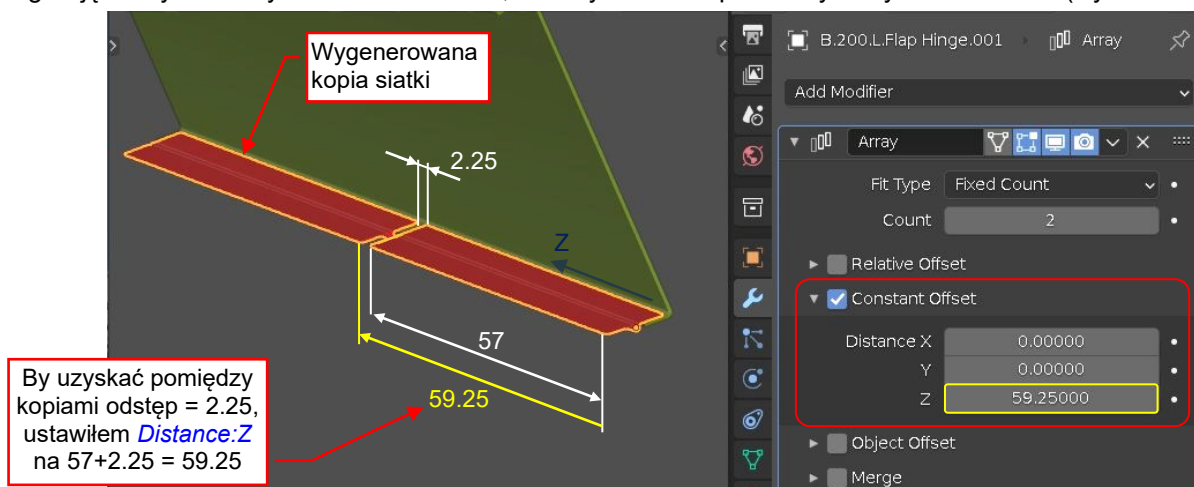 B.200.L.Flap Hinge.001 Array
Add Modifier
Array
Fit Type Fixed Count
Count 2
Relative Offset
Constant Offset
Distance X 0.00000
Y 0.00000
Z 59.25000
Object Offset
Merge
Wygenerowana
kopia siatki
2.25
Z
57
59.25
By uzyskać pomiędzy
kopiami odstęp = 2.25,
ustawiłem Distance:Z
na 57+2.25 = 59.25